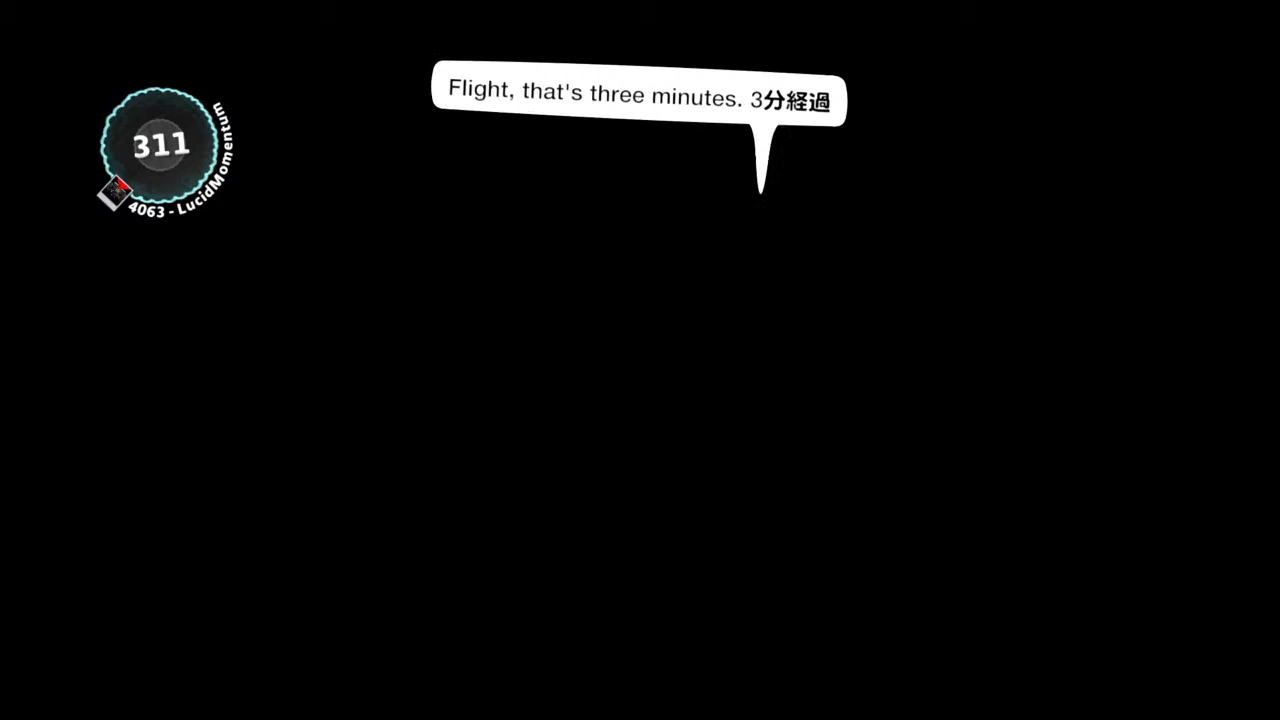 Flight, that's three minutes. 3分経過
311
4063 - LucidMomentum